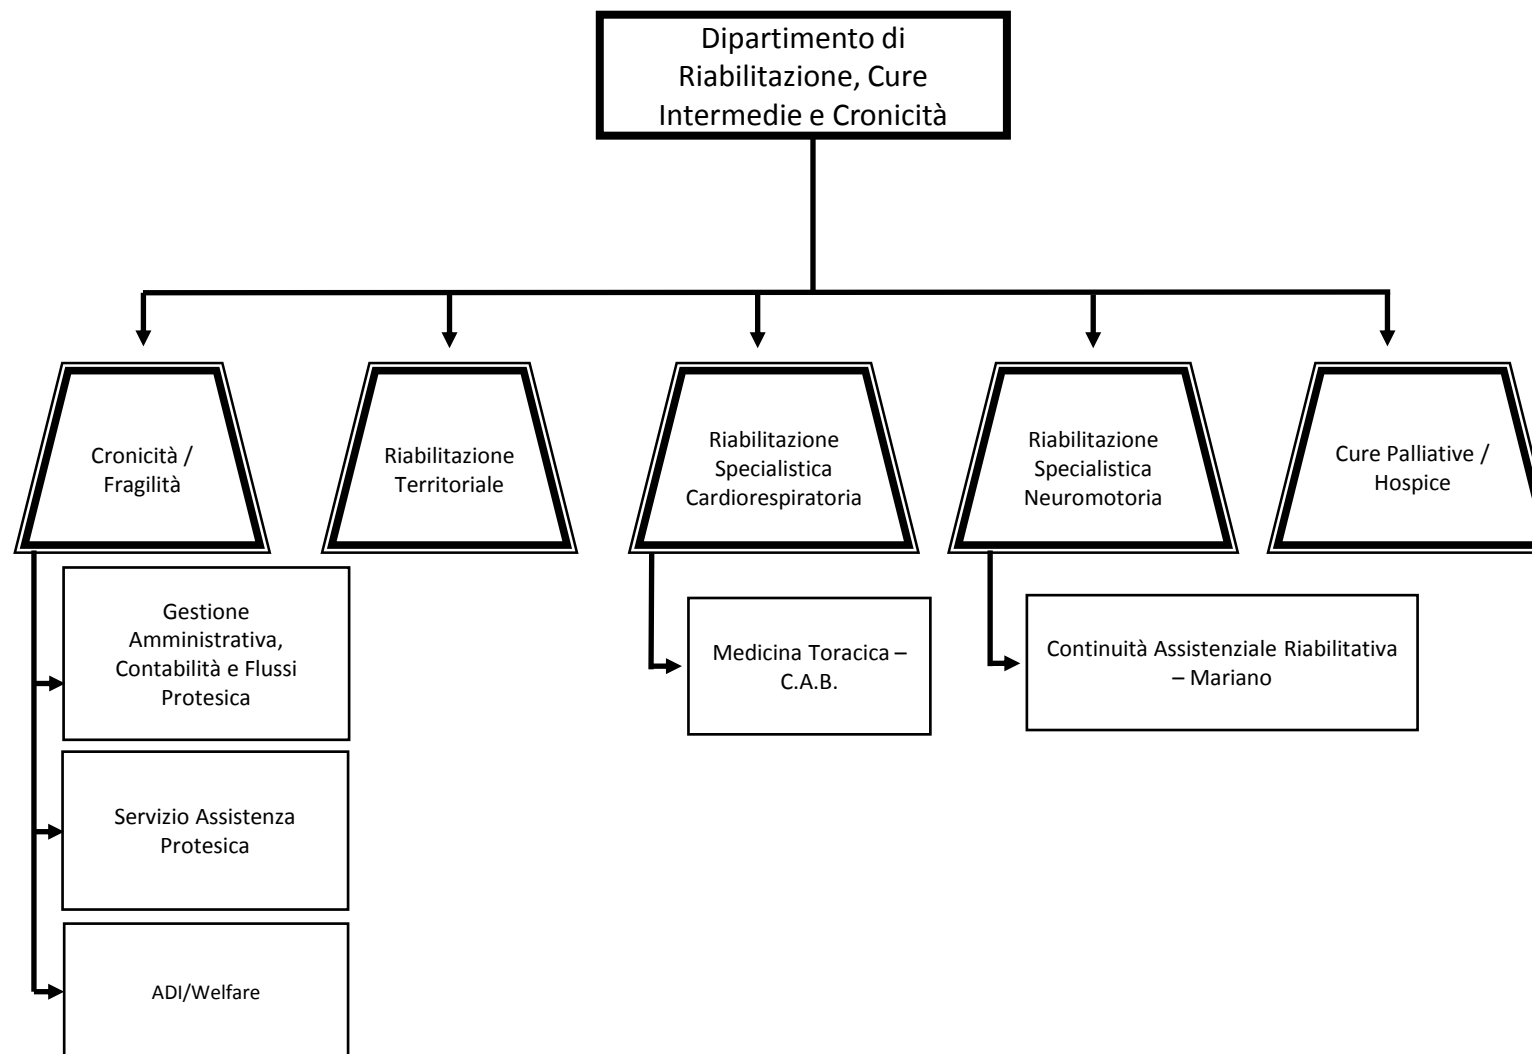 Dipartimento di
Riabilitazione, Cure
Intermedie e Cronicità
Cronicità /
Fragilità
Riabilitazione
Territoriale
Riabilitazione
Specialistica
Cardiorespiratoria
Riabilitazione
Specialistica
Neuromotoria
Cure Palliative /
Hospice
Gestione
Amministrativa,
Contabilità e Flussi
Protesica
Medicina Toracica –
C.A.B.
Continuità Assistenziale Riabilitativa
– Mariano
Servizio Assistenza
Protesica
ADI/Welfare